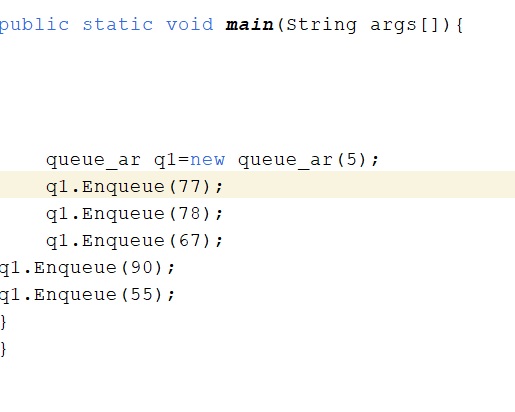 public static void main(String args[]){
queue_ar q1=new queue_ar(5);
q1.Enqueue(77);
q1.Enqueue(78);
q1.Enqueue(67);
q1.Enqueue(90);
q1.Enqueue(55);
}
}